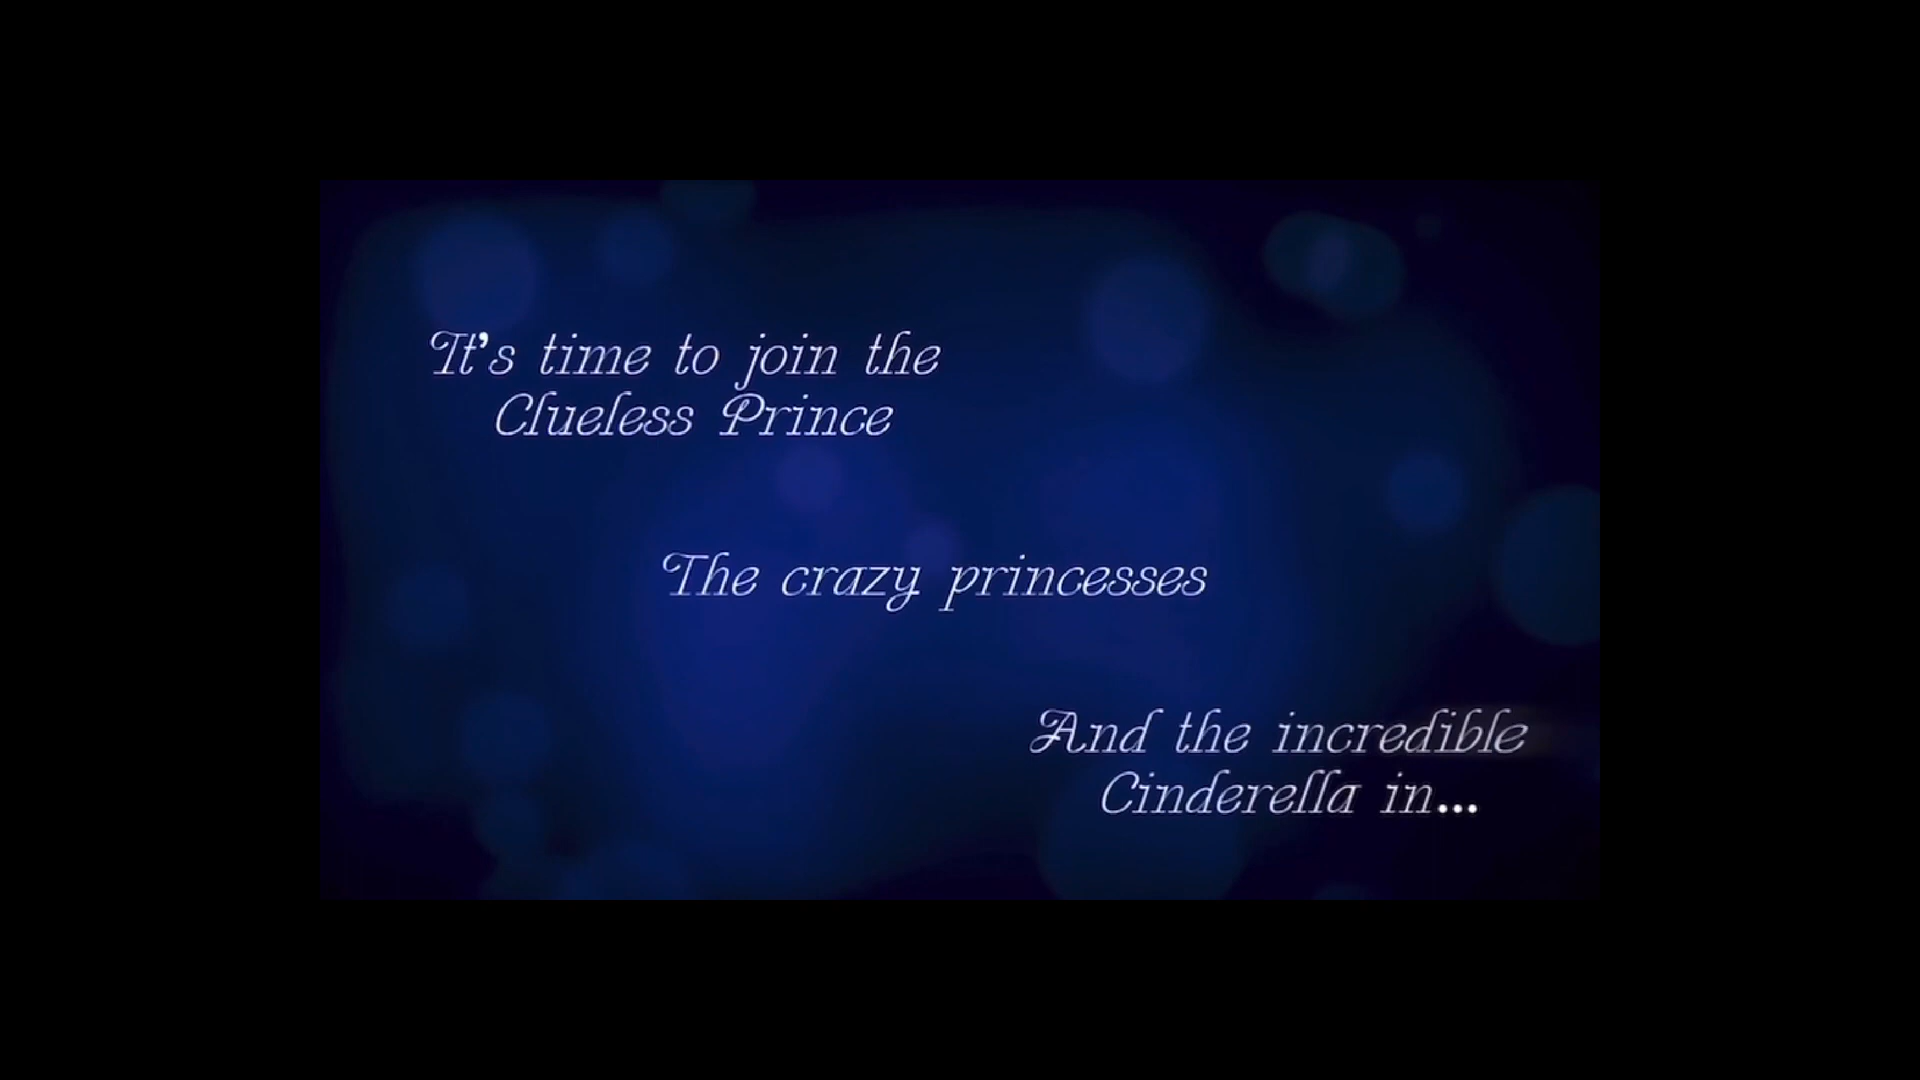 It's time to join the
Clueless Prince
The crazy princesses
And the incredible
Cinderella in...